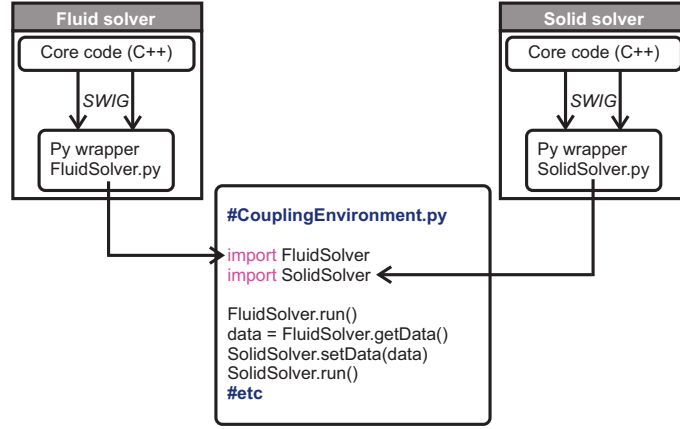 Fluid solver
Core code (C++)
SWIG
Py wrapper
FluidSolver.py
Solid solver
Core code (C++)
SWIG
Py wrapper
SolidSolver.py
#CouplingEnvironment.py
import FluidSolver
import SolidSolver
FluidSolver.run()
data = FluidSolver.getData()
SolidSolver.setData(data)
SolidSolver.run()
#etc